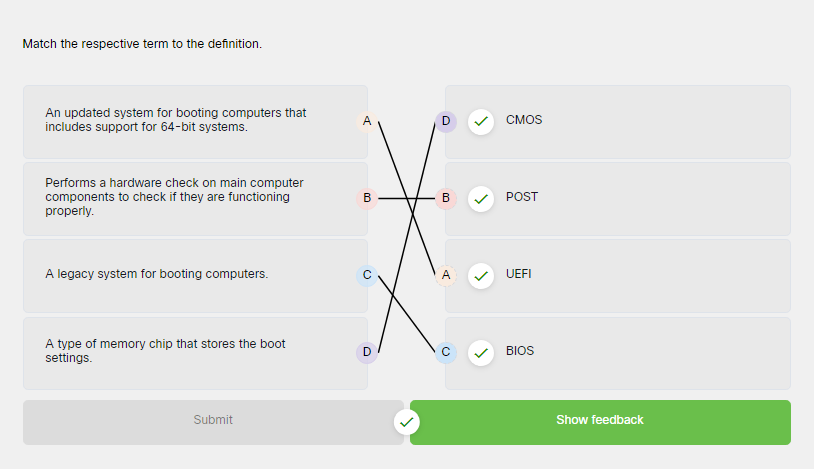 Match the respective term to the definition.
An updated system for booting computers that
includes support for 64-bit systems.
A
D
CMOS
Performs a hardware check on main computer
components to check if they are functioning
properly.
B
B
POST
A legacy system for booting computers.
C
A
UEFI
A type of memory chip that stores the boot
settings.
D
C
BIOS
Submit
Show feedback